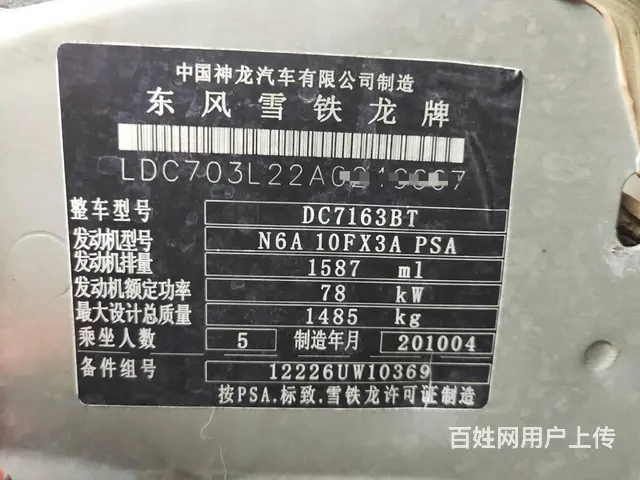 中国神龙汽车有限公司制造
东风雪铁龙牌
整车型号 DC7163BT
发动机型号 N6A 10FX3A PSA
发动机排量 1587 ml
发动机额定功率 78 kW
最大设计总质量 1485 kg
乘坐人数 5 制造年月 201004
备件组号 12226UW10369
按PSA.标致.雪铁龙许可证制造
百姓网用户上传